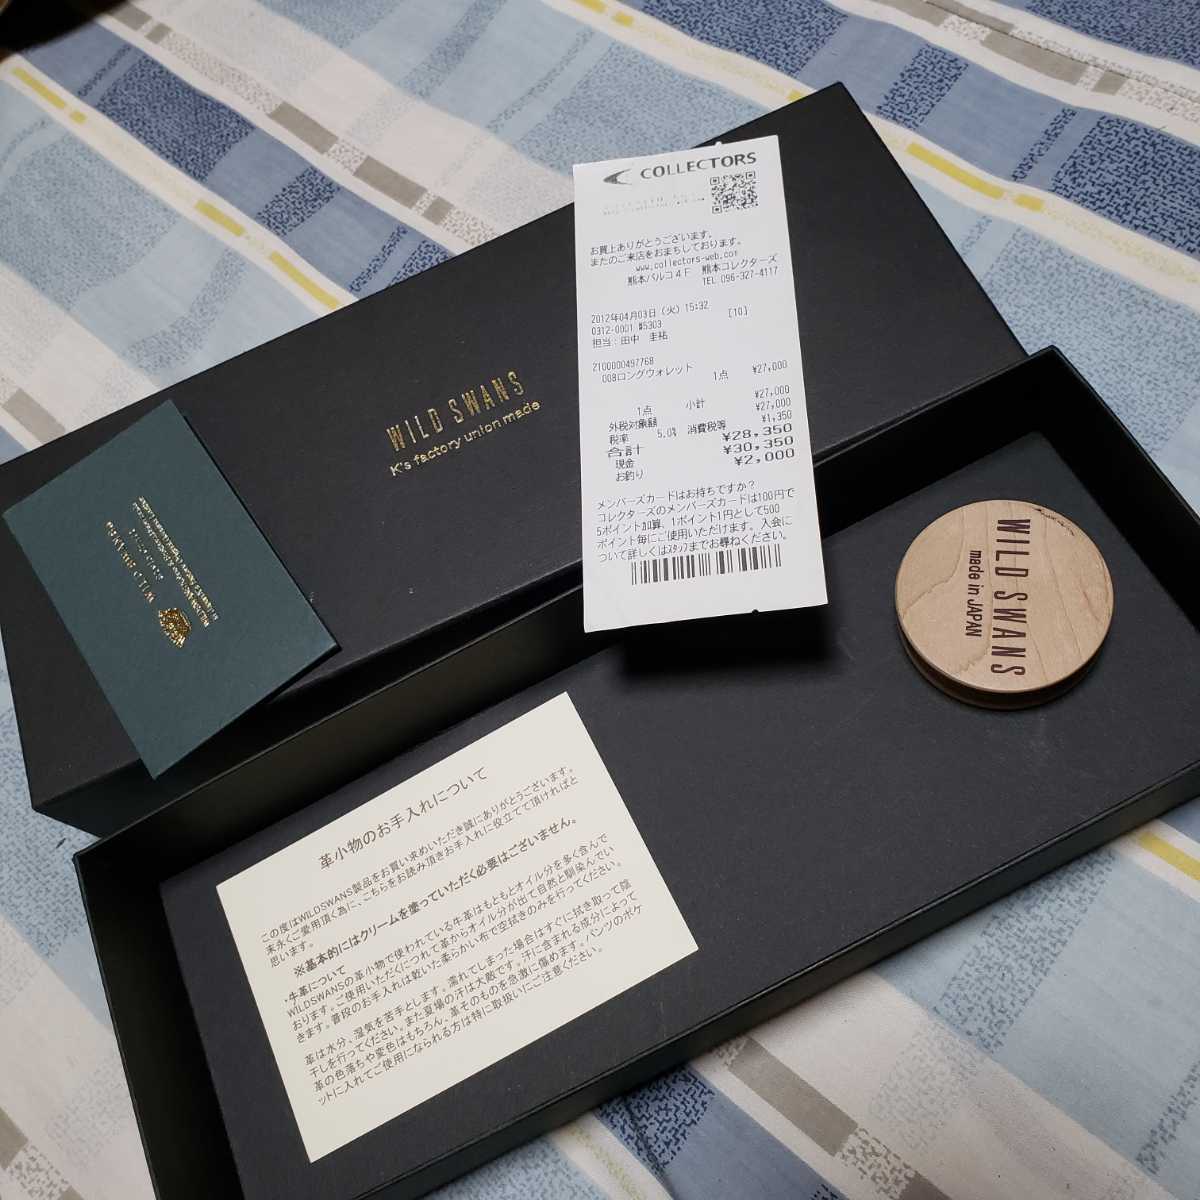 COLLECTORS
お買上ありがとうございます。
またのご来店をおまちしております。
www.collectors-web.com
熊本パルコ4F 熊本コレクターズ
TEL 096-327-4117
2012年04月03日(火) 15:32
0312-0001 #5303 [10]
担当:田中 圭祐
2100000497768
008ロングウォレット
1点 ¥27,000
1点 小計 ¥27,000
外税対象額 ¥27,000
税率 5.0% 消費税等 ¥1,350
合計 ¥28,350
現金 ¥30,350
お釣り ¥2,000
メンバーズカードはお持ちですか?
コレクターズのメンバーズカードは100円で
5ポイント加算、1ポイント1円として500
ポイント毎にご使用いただけます。入会に
ついて詳しくはスタッフまでお尋ねください。
WILD SWANS
K's factory union made
WILD SWANS
made in JAPAN
革小物のお手入れについて
この度はWILDSWANS製品をお買い求めいただき誠にありがとうございます。
末永くご愛用頂く為に、こちらをお読み頂きお手入れに役立てて頂ければと
思います。
※基本的にはクリームを塗っていただく必要はございません。
・牛革について
WILDSWANSの革小物で使われている牛革はもともとオイル分を多く含んで
おります。ご使用いただくにつれて革からオイル分が出て自然と馴染んでい
きます。普段のお手入れは乾いた柔らかい布で空拭きのみを行ってください。
革は水分、湿気を苦手とします。濡れてしまった場合はすぐに拭き取って陰
干しを行ってください。また夏場の汗は大敵です。汗に含まれる成分によって
革の色落ちや変色はもちろん、革そのものを急激に傷めます。パンツのポケ
ットに入れてご使用になられる方は特に取扱いにご注意ください。